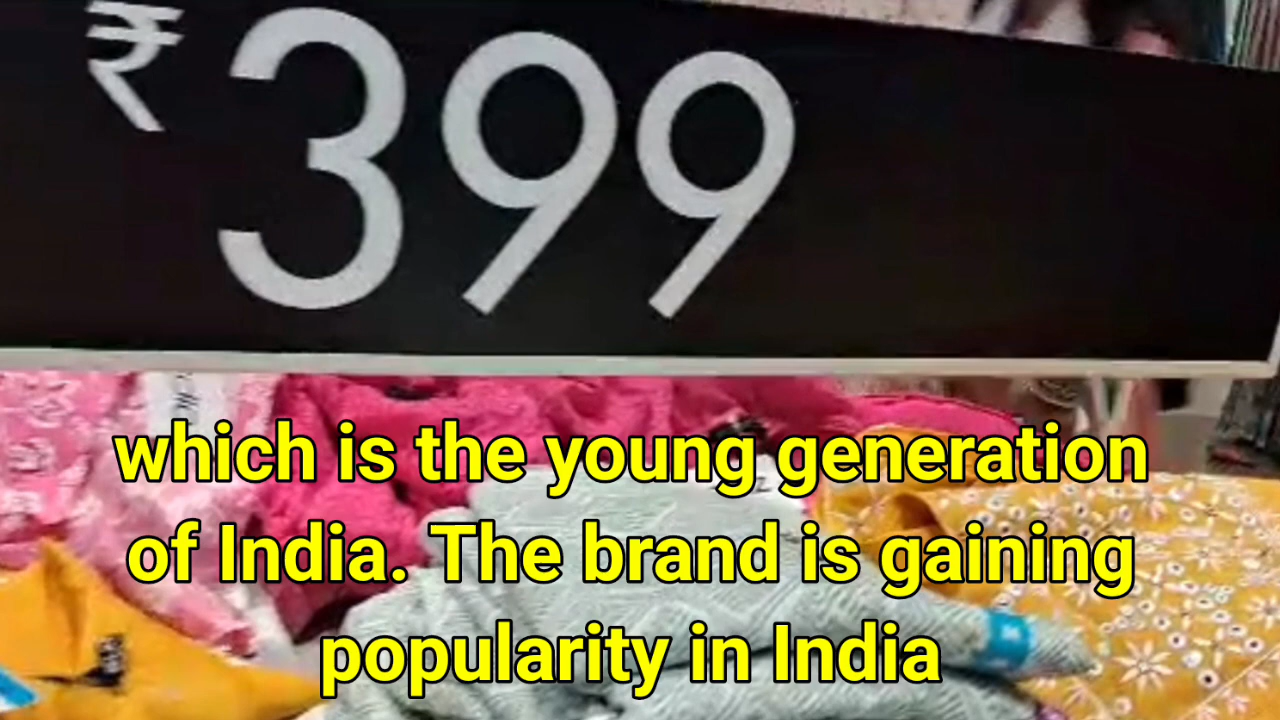 ₹399
which is the young generation
of India. The brand is gaining
popularity in India